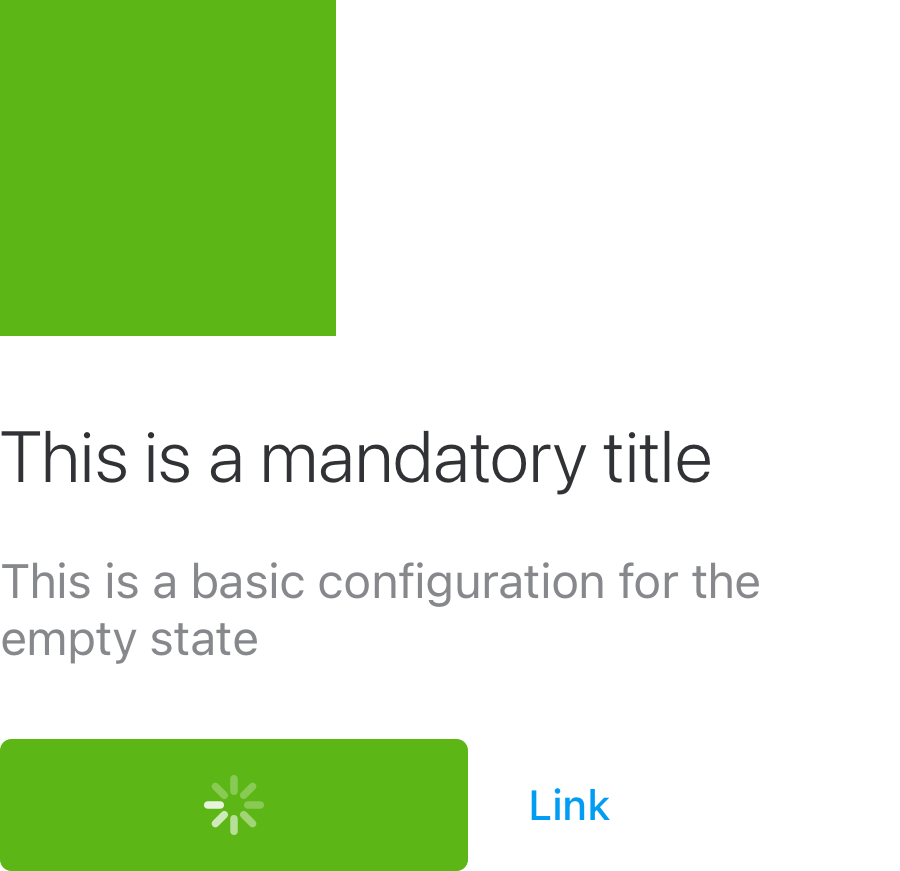 This is a mandatory title
This is a basic configuration for the
empty state
Link